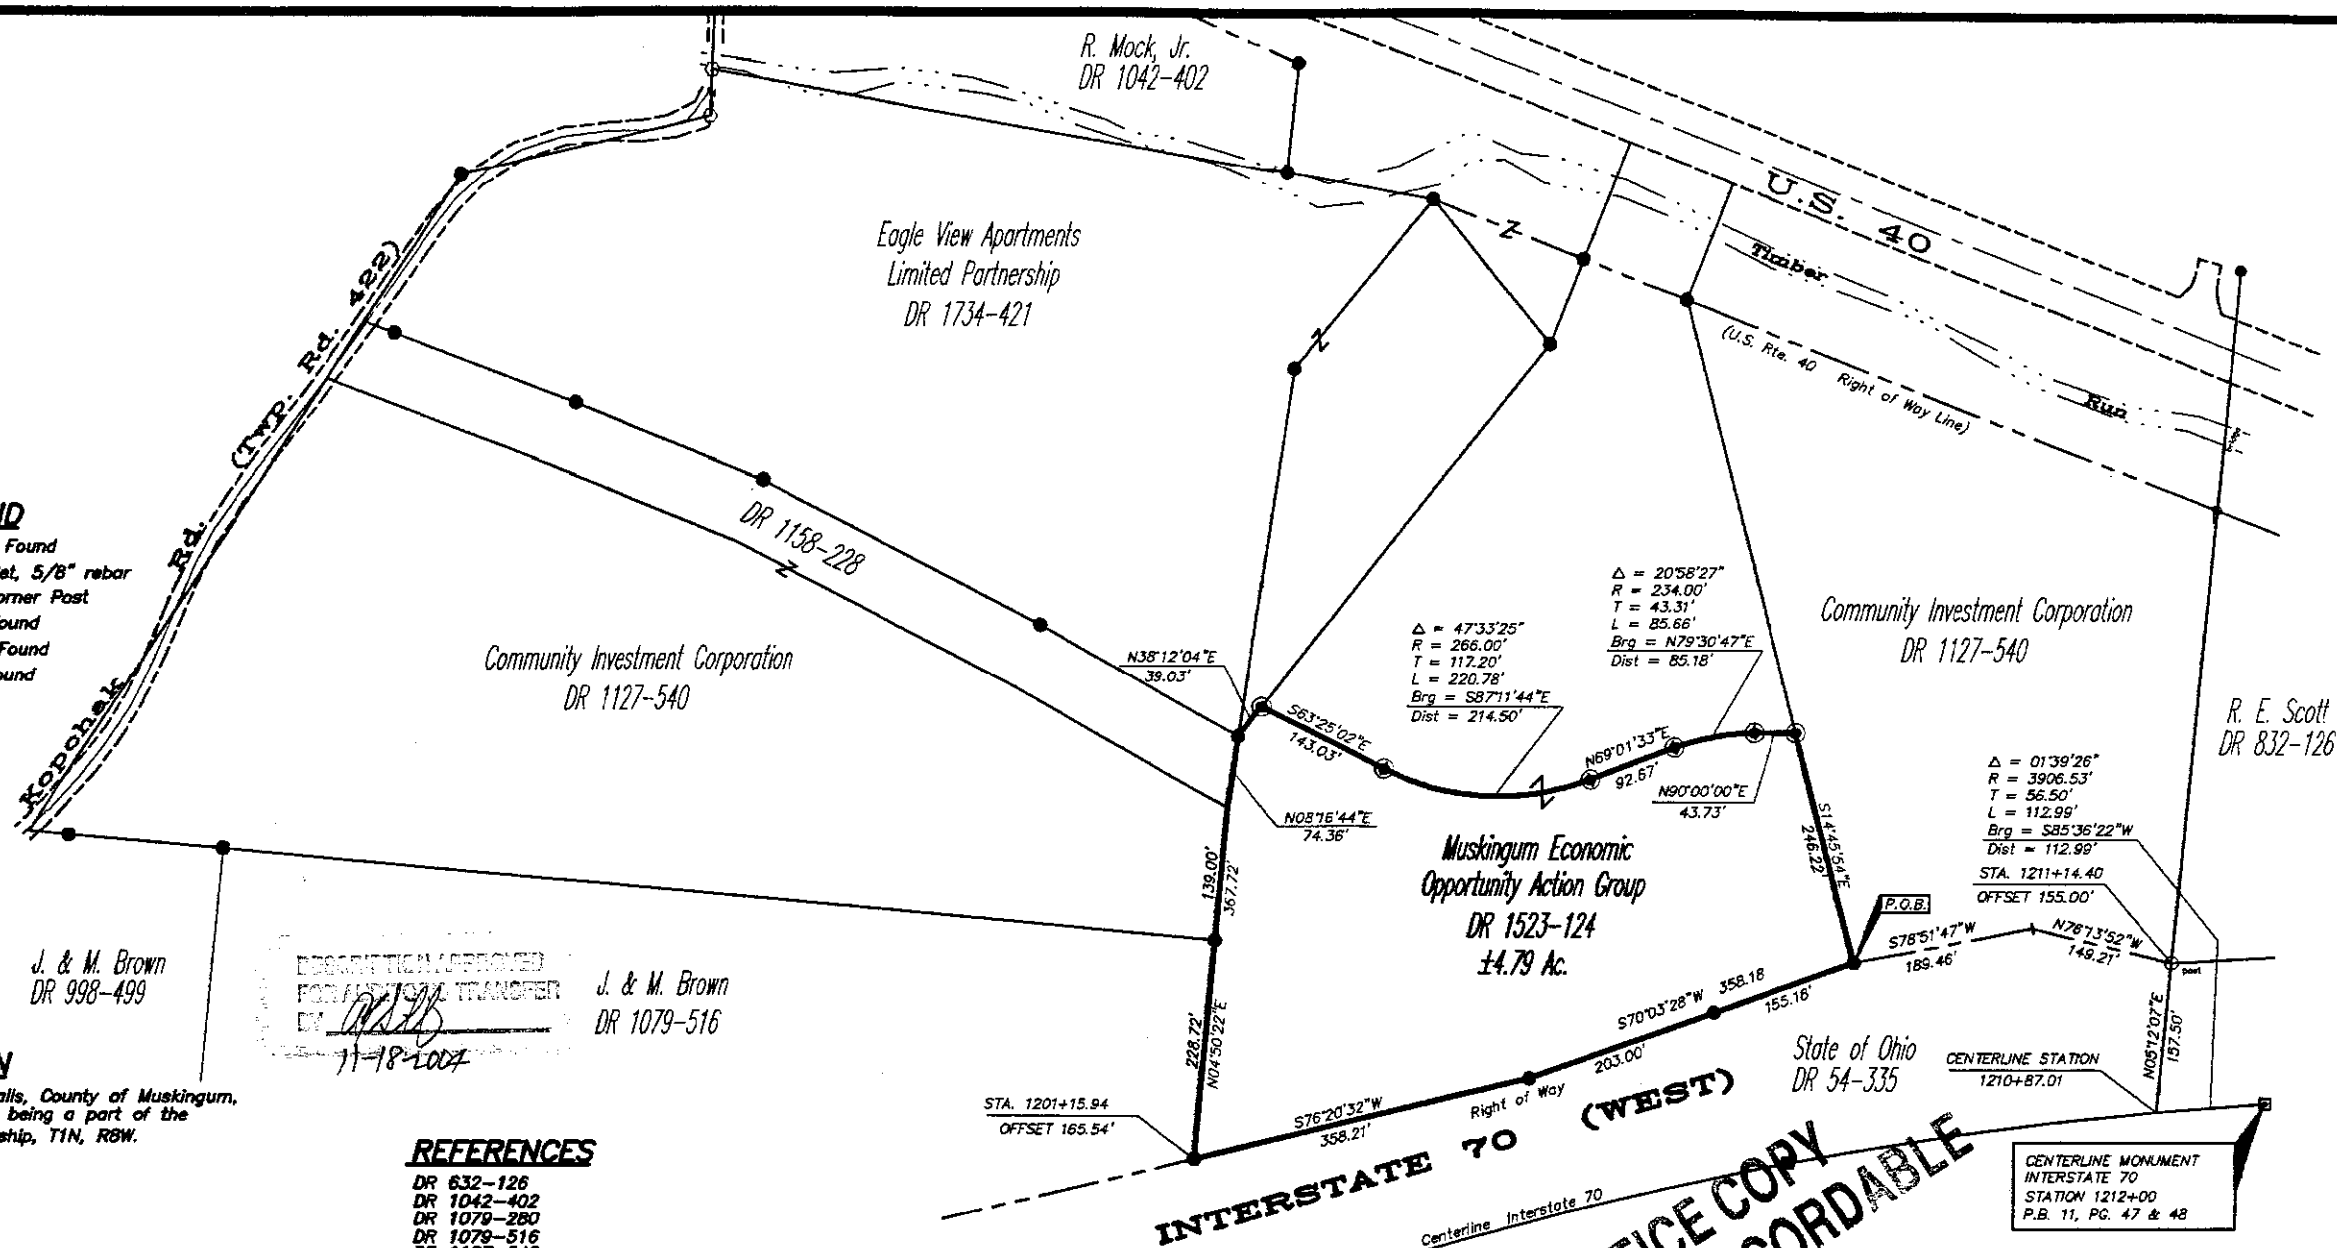 R. Mock, Jr.
DR 1042-402
U.S. 40
Timber
Run
(U.S. Rte. 40 Right of Way Line)
Eagle View Apartments
Limited Partnership
DR 1734-421
Kopchak Rd. (TwP. Rd. 422)
DR 1158-228
Found
5/8" rebar
Post
Found
Community Investment Corporation
DR 1127-540
N38°12'04"E
39.03'
S63°25'02"E
143.03'
Δ = 47°33'25"
R = 266.00'
T = 117.20'
L = 220.78'
Brg = S87°11'44"E
Dist = 214.50'
Δ = 20°58'27"
R = 234.00'
T = 43.31'
L = 85.66'
Brg = N79°30'47"E
Dist = 85.18'
Community Investment Corporation
DR 1127-540
R. E. Scott
DR 832-126
N69°01'33"E
92.67'
N90°00'00"E
43.73'
N08°16'44"E
74.36'
S14°45'54"E
246.22'
Δ = 01°39'26"
R = 3906.53'
T = 56.50'
L = 112.99'
Brg = S85°36'22"W
Dist = 112.99'
STA. 1211+14.40
OFFSET 155.00'
Muskingum Economic
Opportunity Action Group
DR 1523-124
±4.79 Ac.
139.00'
367.72'
P.O.B.
S78°51'47"W
189.46'
N76°13'52"W
149.21'
post
J. & M. Brown
DR 998-499
DESCRIPTION APPROVED
FOR AUDITOR'S TRANSFER
BY
11-18-2004
J. & M. Brown
DR 1079-516
228.72'
N04°50'22"E
S70°03'28"W 358.18
155.16'
203.00'
State of Ohio
DR 54-335
CENTERLINE STATION
1210+87.01
N05°12'07"E
157.50'
STA. 1201+15.94
OFFSET 165.54'
S76°20'32"W
358.21'
Right of Way
INTERSTATE 70 (WEST)
Centerline Interstate 70
County of Muskingum,
being a part of the
T1N, R8W.
REFERENCES
DR 632-126
DR 1042-402
DR 1079-280
DR 1079-516
CENTERLINE MONUMENT
INTERSTATE 70
STATION 1212+00
P.B. 11, PG. 47 & 48
COPY